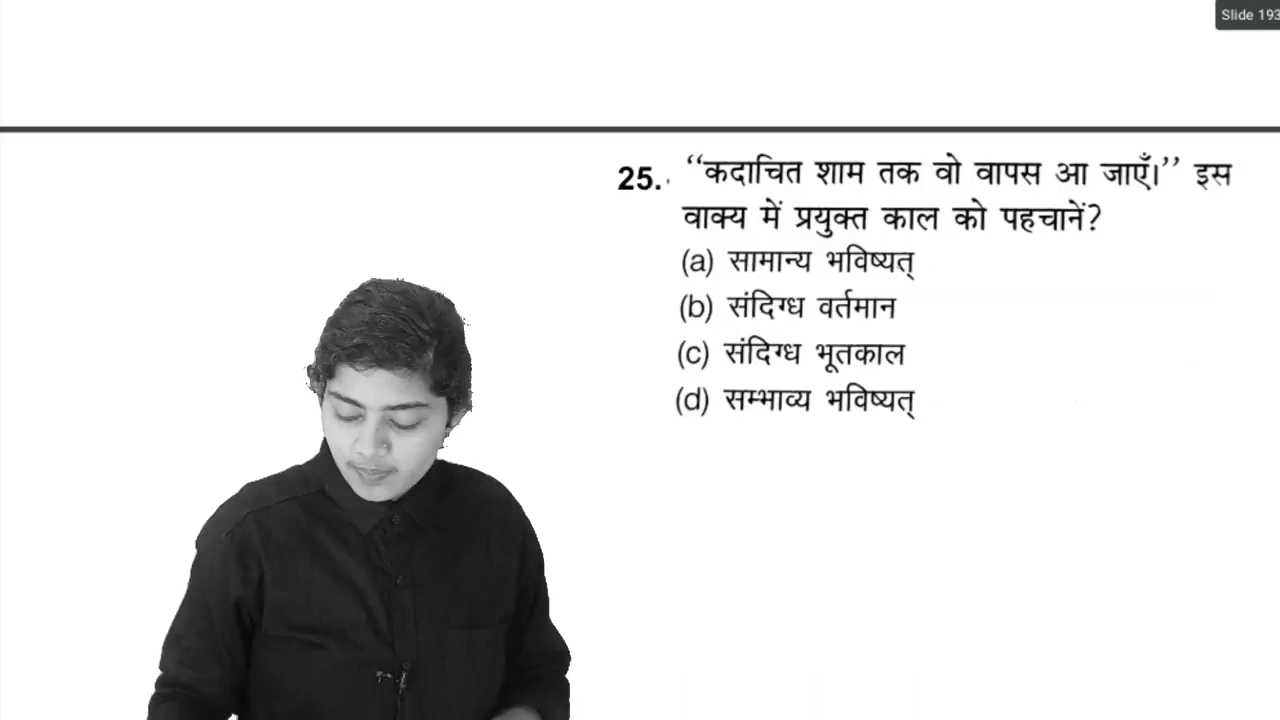 Slide 193
25. “कदाचित शाम तक वो वापस आ जाएँ।” इस
वाक्य में प्रयुक्त काल को पहचानें?
(a) सामान्य भविष्यत्
(b) संदिग्ध वर्तमान
(c) संदिग्ध भूतकाल
(d) सम्भाव्य भविष्यत्